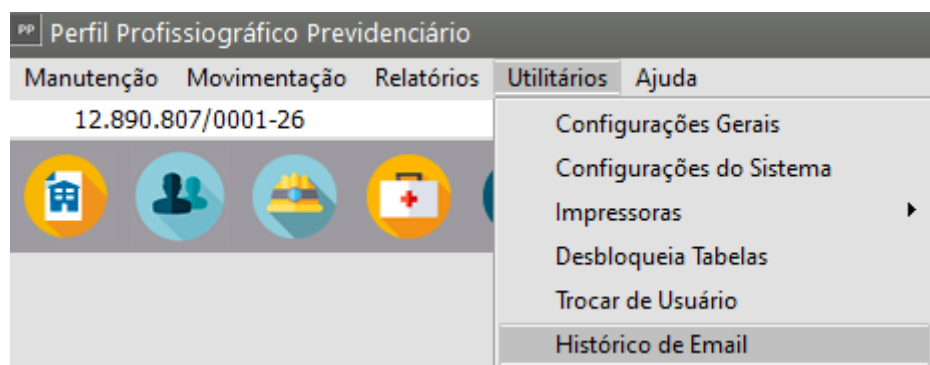 PP Perfil Profissiográfico Previdenciário
Manutenção Movimentação Relatórios Utilitários Ajuda
12.890.807/0001-26
Configurações Gerais
Configurações do Sistema
Impressoras
Desbloqueia Tabelas
Trocar de Usuário
Histórico de Email